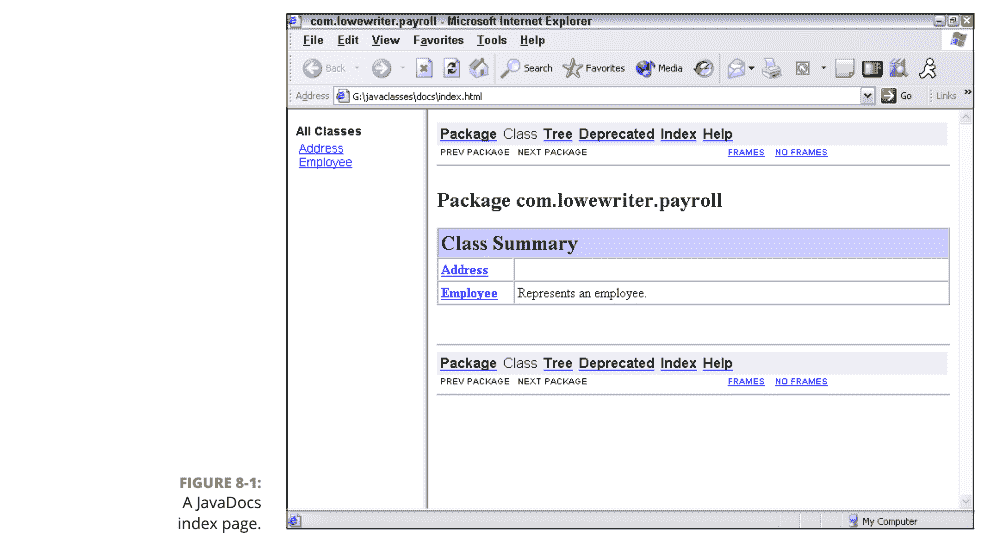 com.lowewriter.payroll - Microsoft Internet Explorer
File Edit View Favorites Tools Help
Back Search Favorites Media
Address G:\javaclasses\docs\index.html Go Links »
All Classes
Address
Employee
Package Class Tree Deprecated Index Help
PREV PACKAGE NEXT PACKAGE FRAMES NO FRAMES
Package com.lowewriter.payroll
Class Summary
Address
Employee Represents an employee.
Package Class Tree Deprecated Index Help
PREV PACKAGE NEXT PACKAGE FRAMES NO FRAMES
My Computer
FIGURE 8-1:
A JavaDocs
index page.